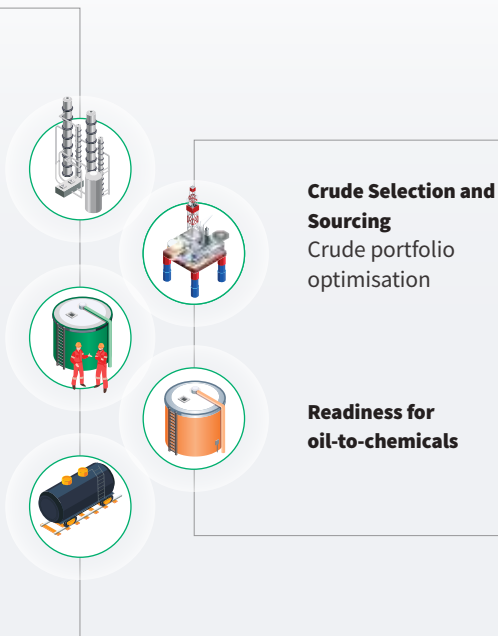 Crude Selection and
Sourcing
Crude portfolio
optimisation
Readiness for
oil-to-chemicals